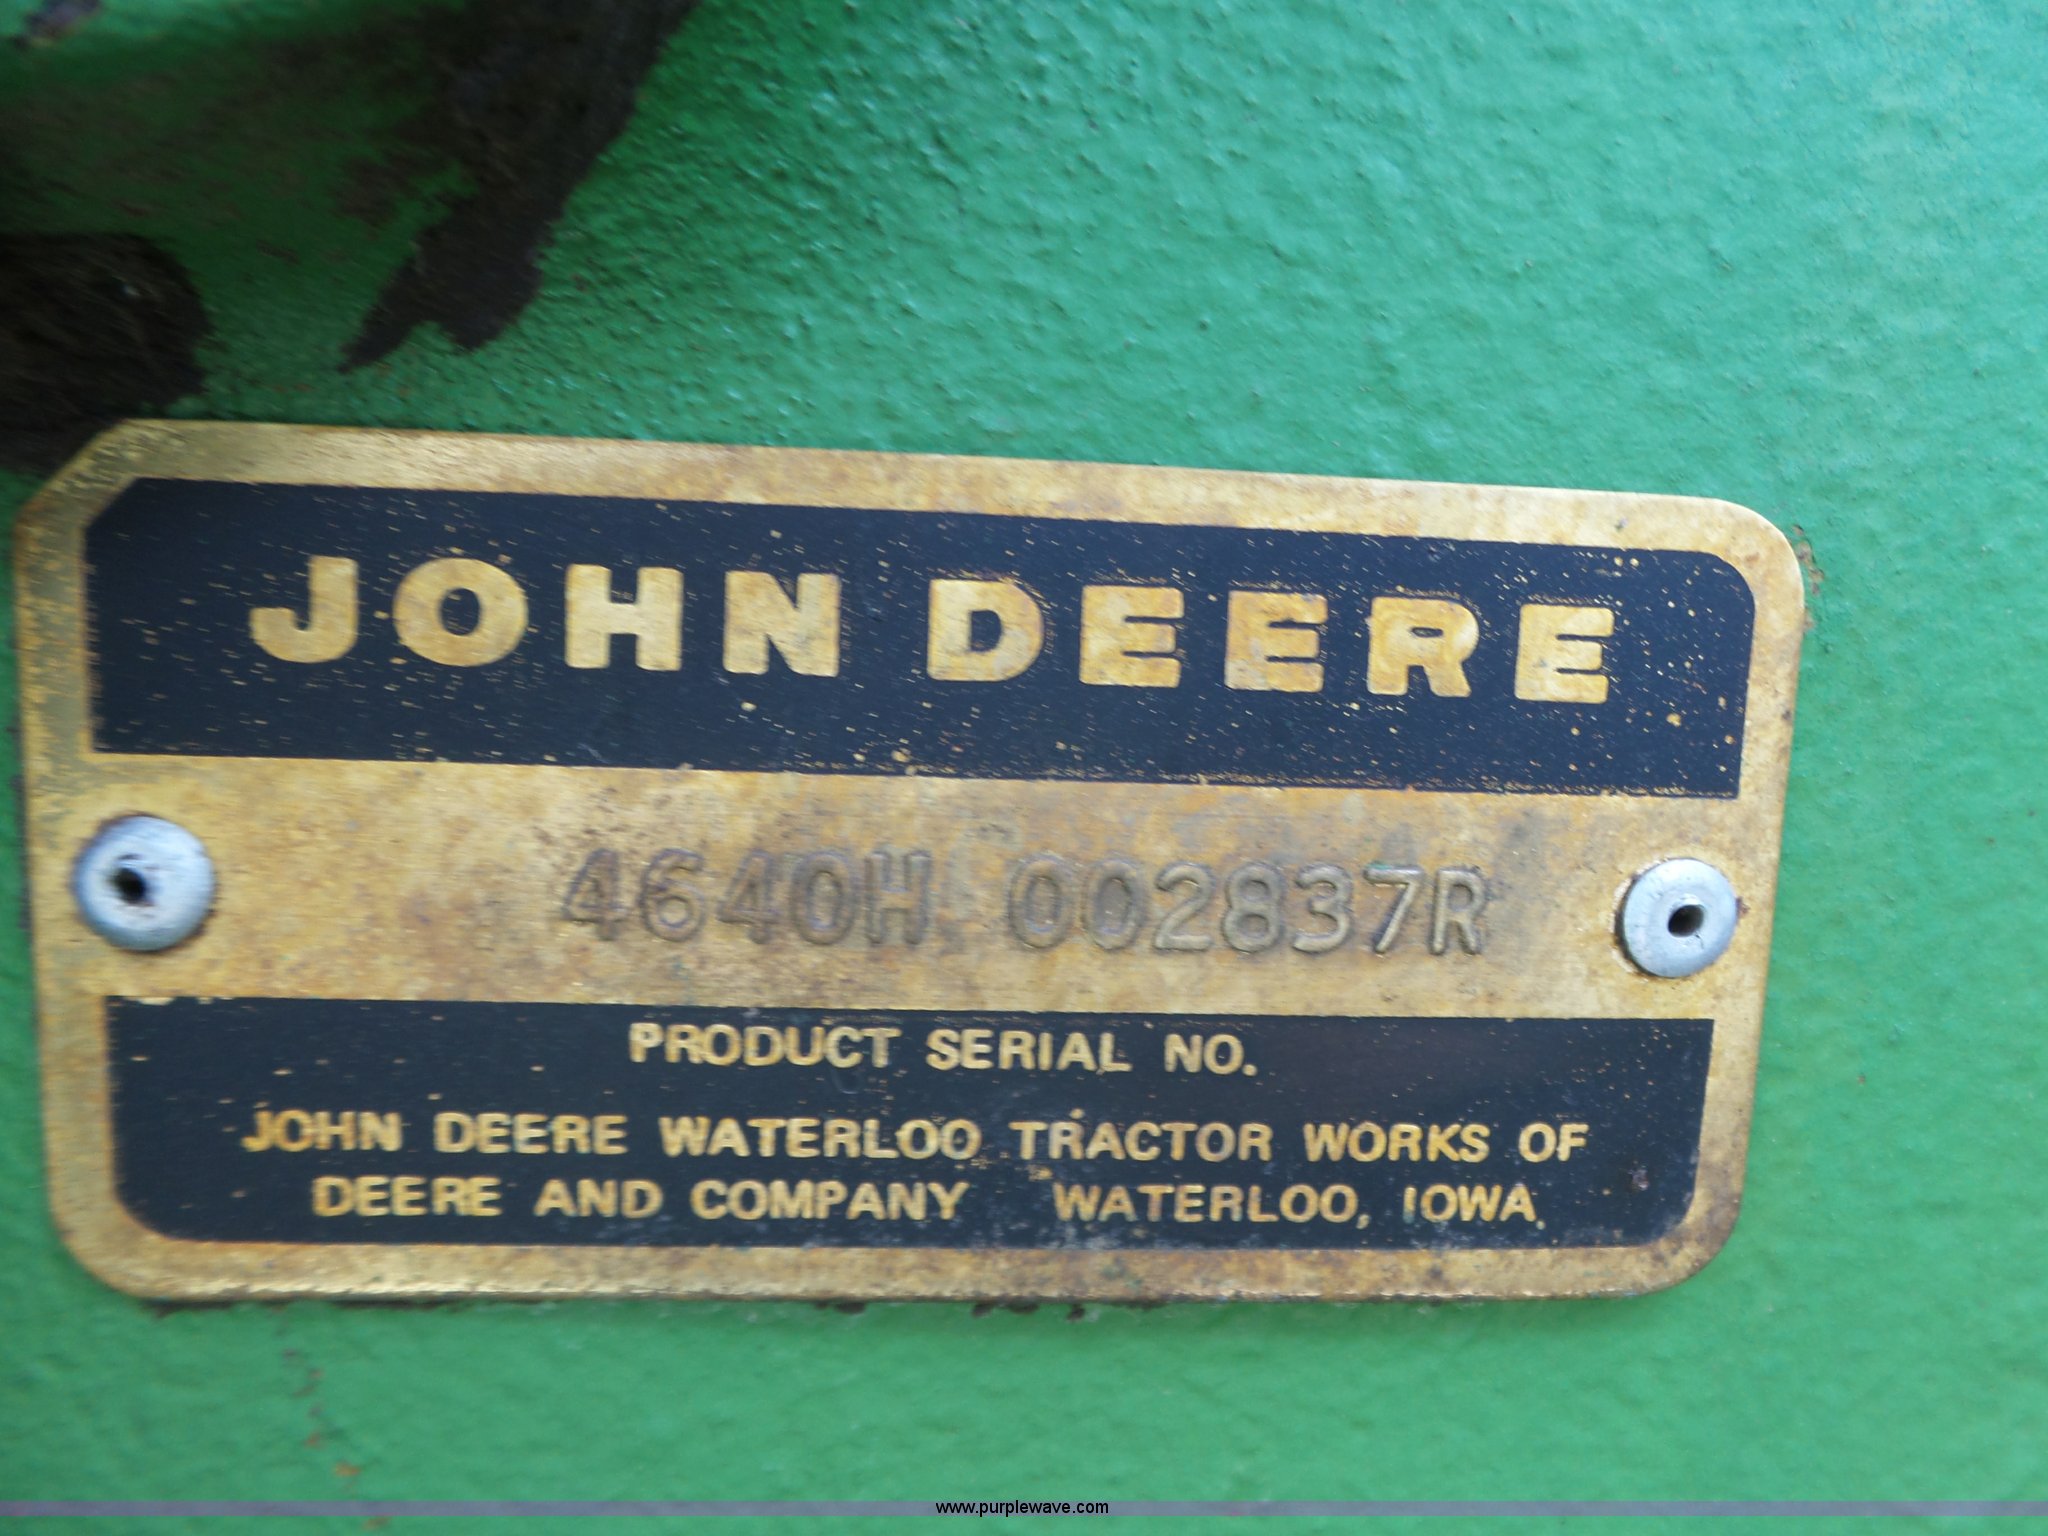 JOHN DEERE
4640H 002837R
PRODUCT SERIAL NO.
JOHN DEERE WATERLOO TRACTOR WORKS OF
DEERE AND COMPANY WATERLOO, IOWA.
www.purplewave.com